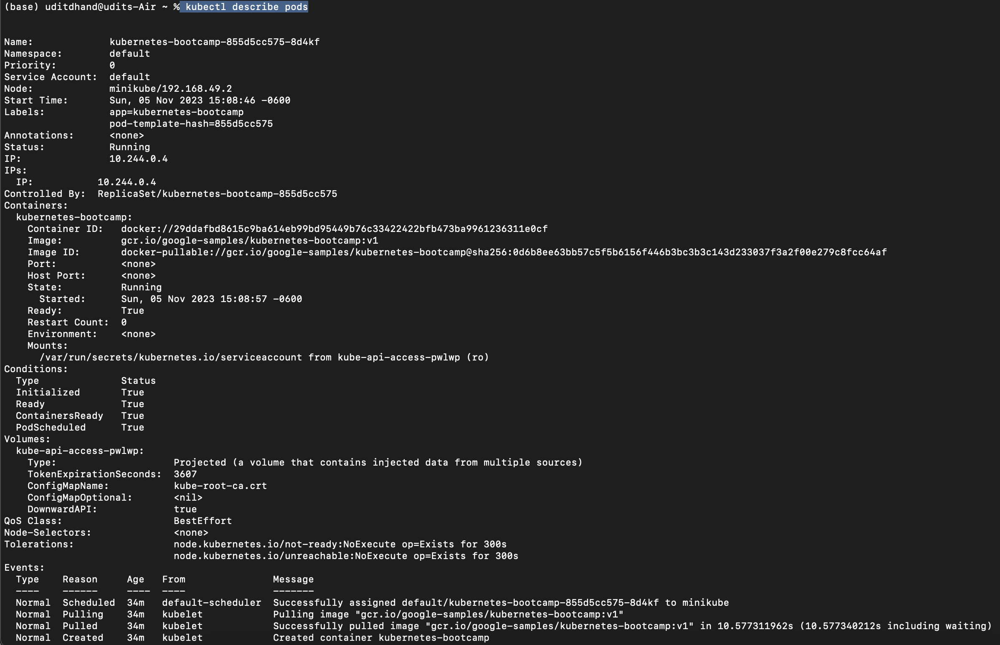 (base) uditdhand@udits-Air ~ % kubectl describe pods
Name:             kubernetes-bootcamp-855d5cc575-8d4kf
Namespace:        default
Priority:         0
Service Account:  default
Node:             minikube/192.168.49.2
Start Time:       Sun, 05 Nov 2023 15:08:46 -0600
Labels:           app=kubernetes-bootcamp
                  pod-template-hash=855d5cc575
Annotations:      <none>
Status:           Running
IP:               10.244.0.4
IPs:
  IP:           10.244.0.4
Controlled By:  ReplicaSet/kubernetes-bootcamp-855d5cc575
Containers:
  kubernetes-bootcamp:
    Container ID:   docker://29ddafbd8615c9ba614eb99bd95449b76c33422422bfb473ba9961236311e0cf
    Image:          gcr.io/google-samples/kubernetes-bootcamp:v1
    Image ID:       docker-pullable://gcr.io/google-samples/kubernetes-bootcamp@sha256:0d6b8ee63bb57c5f5b6156f446b3bc3b3c143d233037f3a2f00e279c8fcc64af
    Port:           <none>
    Host Port:      <none>
    State:          Running
      Started:      Sun, 05 Nov 2023 15:08:57 -0600
    Ready:          True
    Restart Count:  0
    Environment:    <none>
    Mounts:
      /var/run/secrets/kubernetes.io/serviceaccount from kube-api-access-pwlwp (ro)
Conditions:
  Type              Status
  Initialized       True
  Ready             True
  ContainersReady   True
  PodScheduled      True
Volumes:
  kube-api-access-pwlwp:
    Type:                    Projected (a volume that contains injected data from multiple sources)
    TokenExpirationSeconds:  3607
    ConfigMapName:           kube-root-ca.crt
    ConfigMapOptional:       <nil>
    DownwardAPI:             true
QoS Class:                   BestEffort
Node-Selectors:              <none>
Tolerations:                 node.kubernetes.io/not-ready:NoExecute op=Exists for 300s
                             node.kubernetes.io/unreachable:NoExecute op=Exists for 300s
Events:
  Type    Reason     Age   From               Message
  ----    ------     ----  ----               -------
  Normal  Scheduled  34m   default-scheduler  Successfully assigned default/kubernetes-bootcamp-855d5cc575-8d4kf to minikube
  Normal  Pulling    34m   kubelet            Pulling image "gcr.io/google-samples/kubernetes-bootcamp:v1"
  Normal  Pulled     34m   kubelet            Successfully pulled image "gcr.io/google-samples/kubernetes-bootcamp:v1" in 10.577311962s (10.577340212s including waiting)
  Normal  Created    34m   kubelet            Created container kubernetes-bootcamp